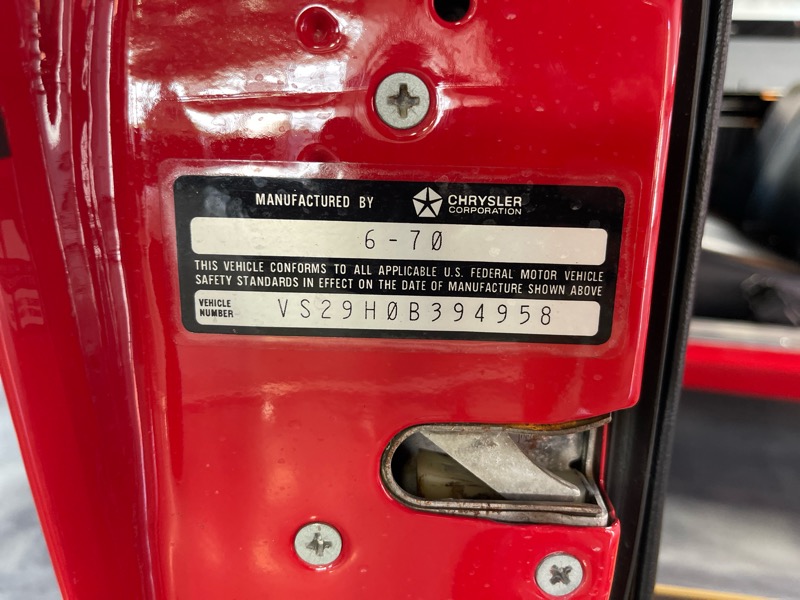 MANUFACTURED BY CHRYSLER CORPORATION
6-70
THIS VEHICLE CONFORMS TO ALL APPLICABLE U.S. FEDERAL MOTOR VEHICLE
SAFETY STANDARDS IN EFFECT ON THE DATE OF MANUFACTURE SHOWN ABOVE
VEHICLE NUMBER VS29H0B394958